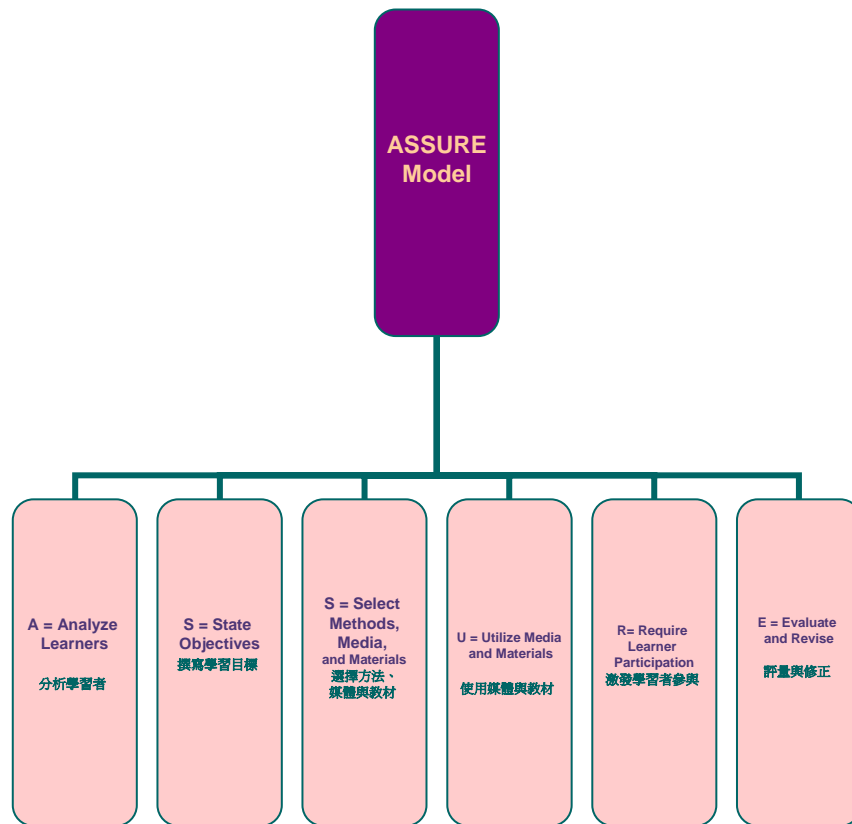 ASSURE
Model
A = Analyze
Learners
分析學習者
S = State
Objectives
撰寫學習目標
S = Select
Methods,
Media,
and Materials
選擇方法、
媒體與教材
U = Utilize Media
and Materials
使用媒體與教材
R= Require
Learner
Participation
激發學習者參與
E = Evaluate
and Revise
評量與修正